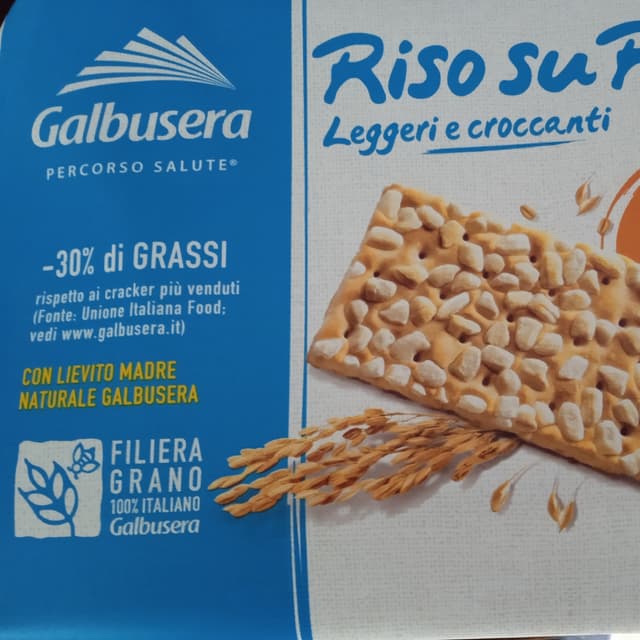 Galbusera
PERCORSO SALUTE®
-30% di GRASSI
rispetto ai cracker più venduti
(Fonte: Unione Italiana Food;
vedi www.galbusera.it)
CON LIEVITO MADRE
NATURALE GALBUSERA
FILIERA
GRANO
100% ITALIANO
Galbusera
Riso su
Leggeri e croccanti